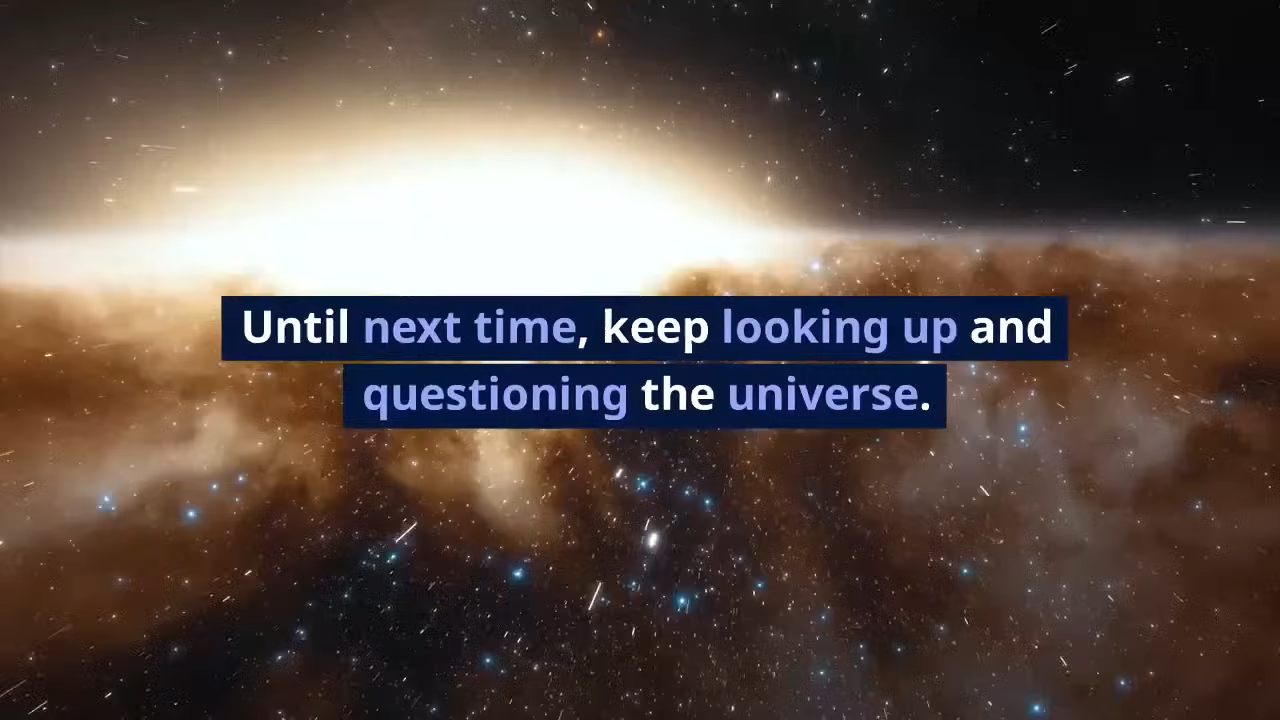 Until next time, keep looking up and
questioning the universe.